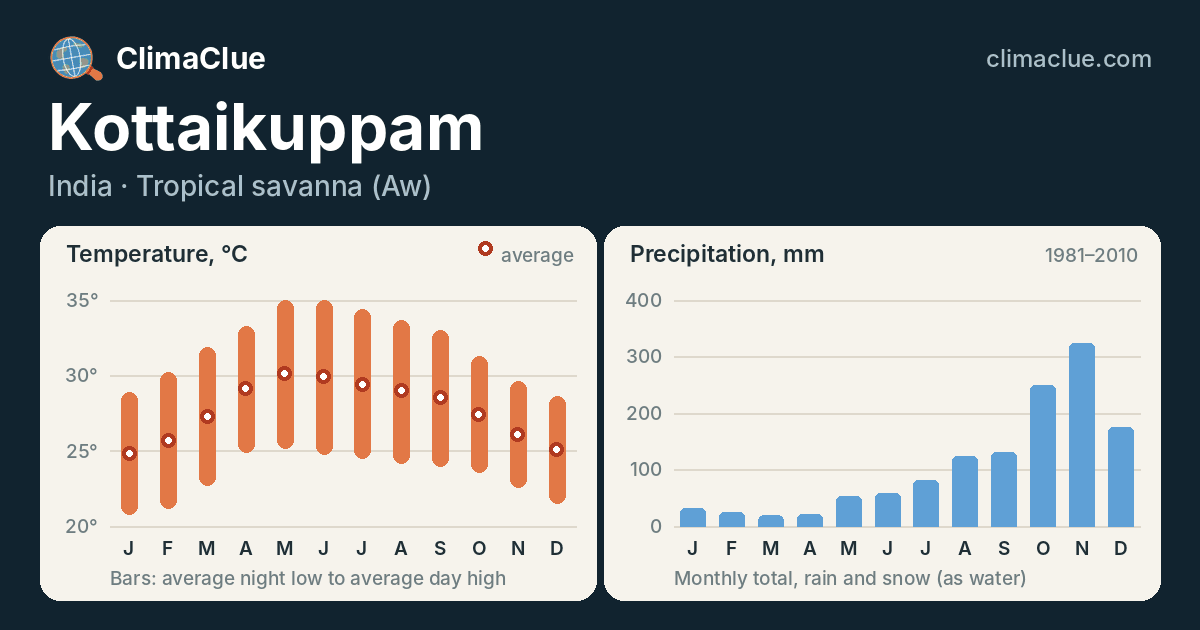 ClimaClue
climaclue.com
Kottaikuppam
India · Tropical savanna (Aw)
Temperature, °C
average
35°
30°
25°
20°
J F M A M J J A S O N D
Bars: average night low to average day high
Precipitation, mm
1981–2010
400
300
200
100
0
J F M A M J J A S O N D
Monthly total, rain and snow (as water)